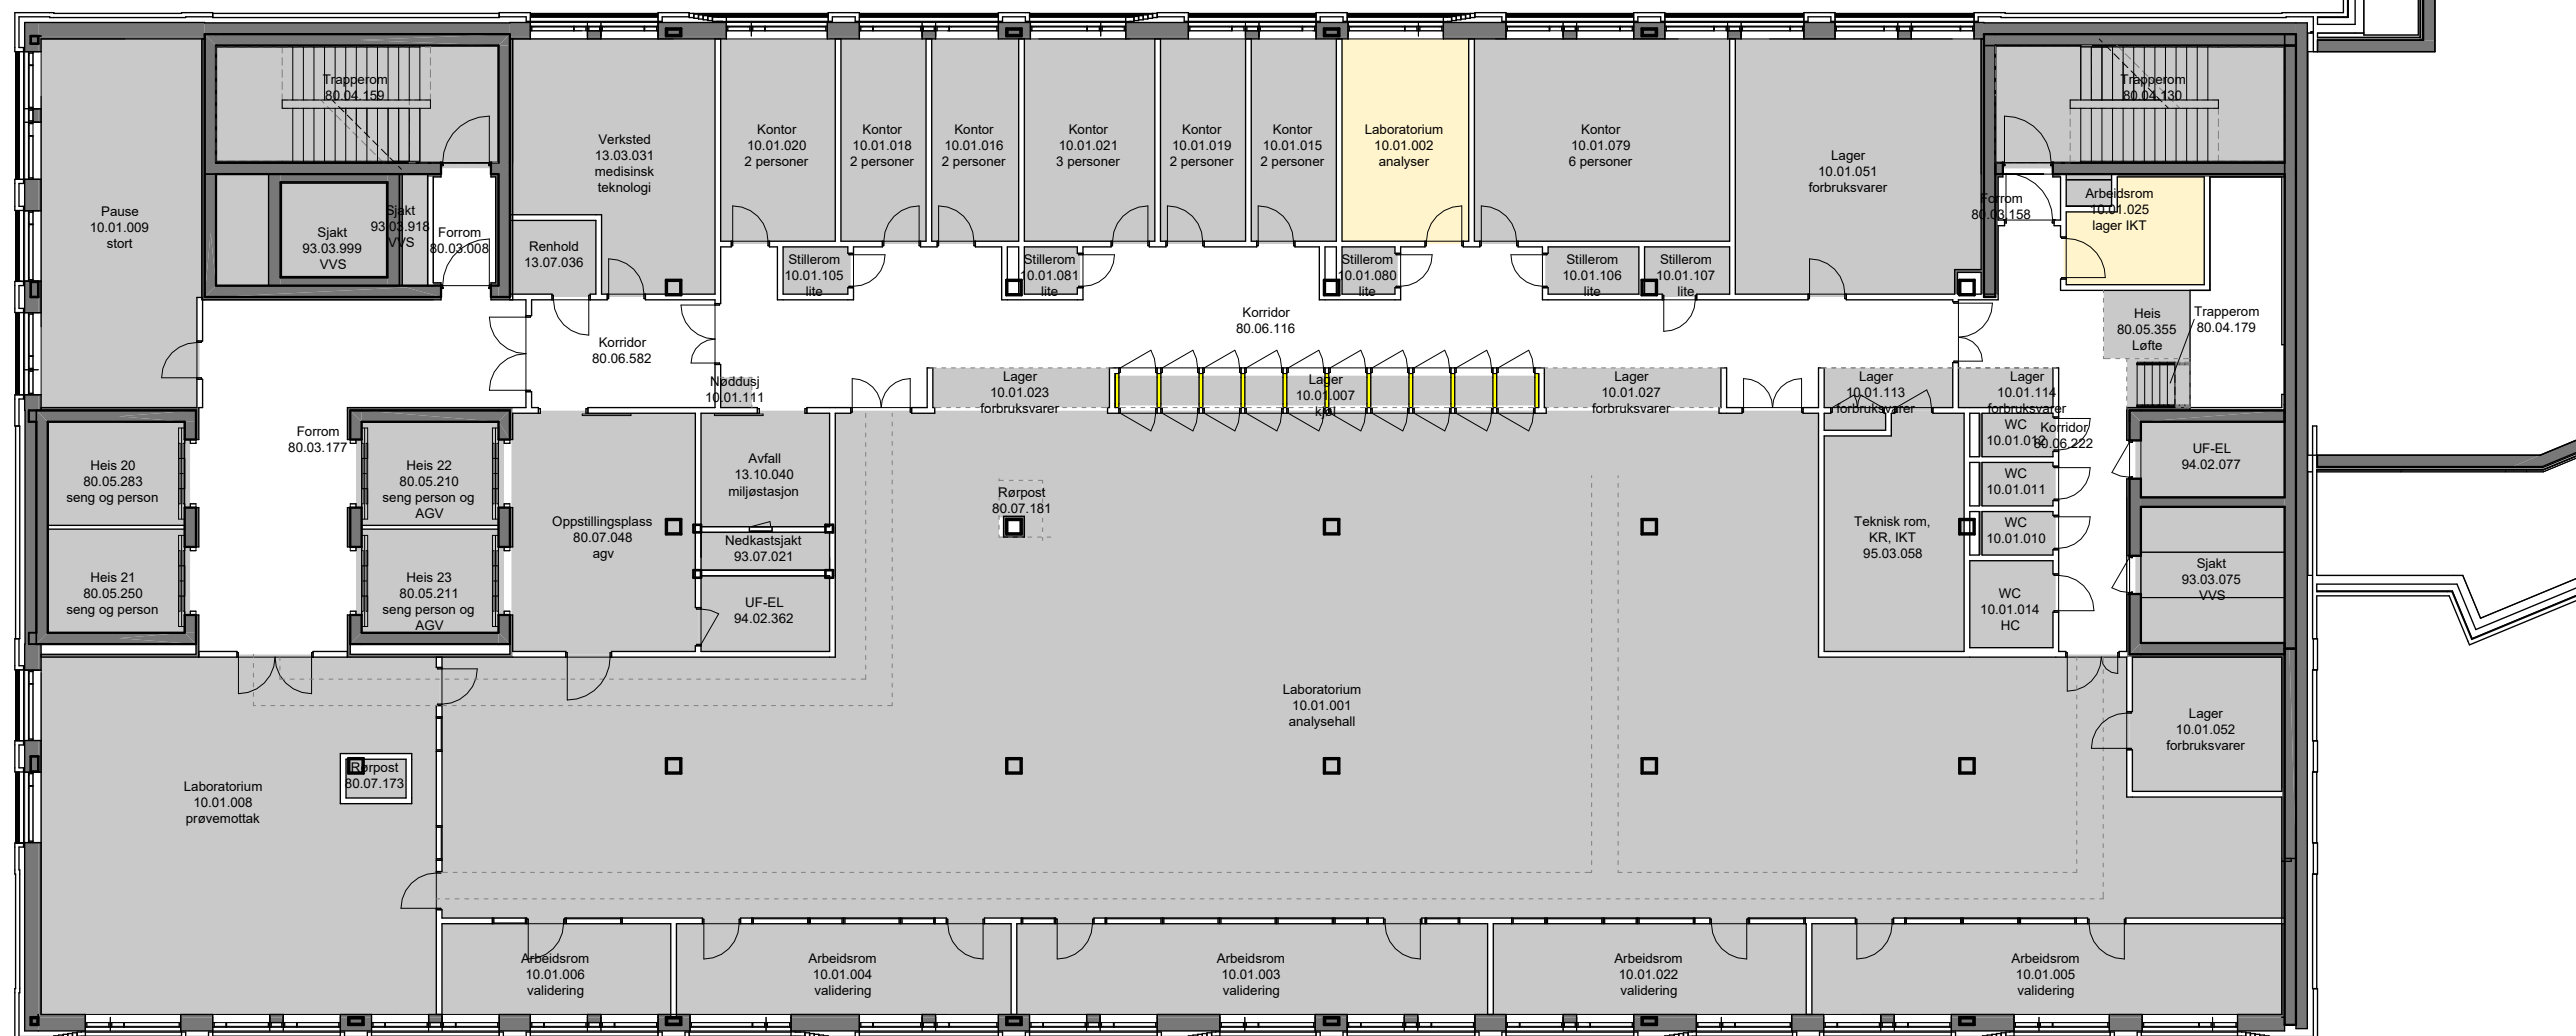 Trapperom
80.04.159
Trapperom
80.04.130
Verksted
13.03.031
medisinsk
teknologi
Kontor
10.01.020
2 personer
Kontor
10.01.018
2 personer
Kontor
10.01.016
2 personer
Kontor
10.01.021
3 personer
Kontor
10.01.019
2 personer
Kontor
10.01.015
2 personer
Laboratorium
10.01.002
analyser
Kontor
10.01.079
6 personer
Lager
10.01.051
forbruksvarer
Pause
10.01.009
stort
Sjakt
93.03.999
VVS
Sjakt
93.03.918
VVS
Forrom
80.03.008
Renhold
13.07.036
Stillerom
10.01.105
lite
Stillerom
10.01.081
lite
Stillerom
10.01.080
lite
Stillerom
10.01.106
lite
Stillerom
10.01.107
lite
Forrom
80.03.158
Arbeidsrom
10.01.025
lager IKT
Korridor
80.06.582
Korridor
80.06.116
Heis
80.05.355
Løfte
Trapperom
80.04.179
Nøddusj
10.01.111
Lager
10.01.023
forbruksvarer
Lager
10.01.007
kjøl
Lager
10.01.027
forbruksvarer
Lager
10.01.113
forbruksvarer
Lager
10.01.114
forbruksvarer
Forrom
80.03.177
Heis 20
80.05.283
seng og person
Heis 22
80.05.210
seng person og
AGV
Heis 21
80.05.250
seng og person
Heis 23
80.05.211
seng person og
AGV
Oppstillingsplass
80.07.048
agv
Avfall
13.10.040
miljøstasjon
Nedkastsjakt
93.07.021
UF-EL
94.02.362
Rørpost
80.07.181
Teknisk rom,
KR, IKT
95.03.058
WC
10.01.012
Korridor
80.06.222
WC
10.01.011
WC
10.01.010
WC
10.01.014
HC
UF-EL
94.02.077
Sjakt
93.03.075
VVS
Laboratorium
10.01.001
analysehall
Lager
10.01.052
forbruksvarer
Laboratorium
10.01.008
prøvemottak
Rørpost
80.07.173
Arbeidsrom
10.01.006
validering
Arbeidsrom
10.01.004
validering
Arbeidsrom
10.01.003
validering
Arbeidsrom
10.01.022
validering
Arbeidsrom
10.01.005
validering